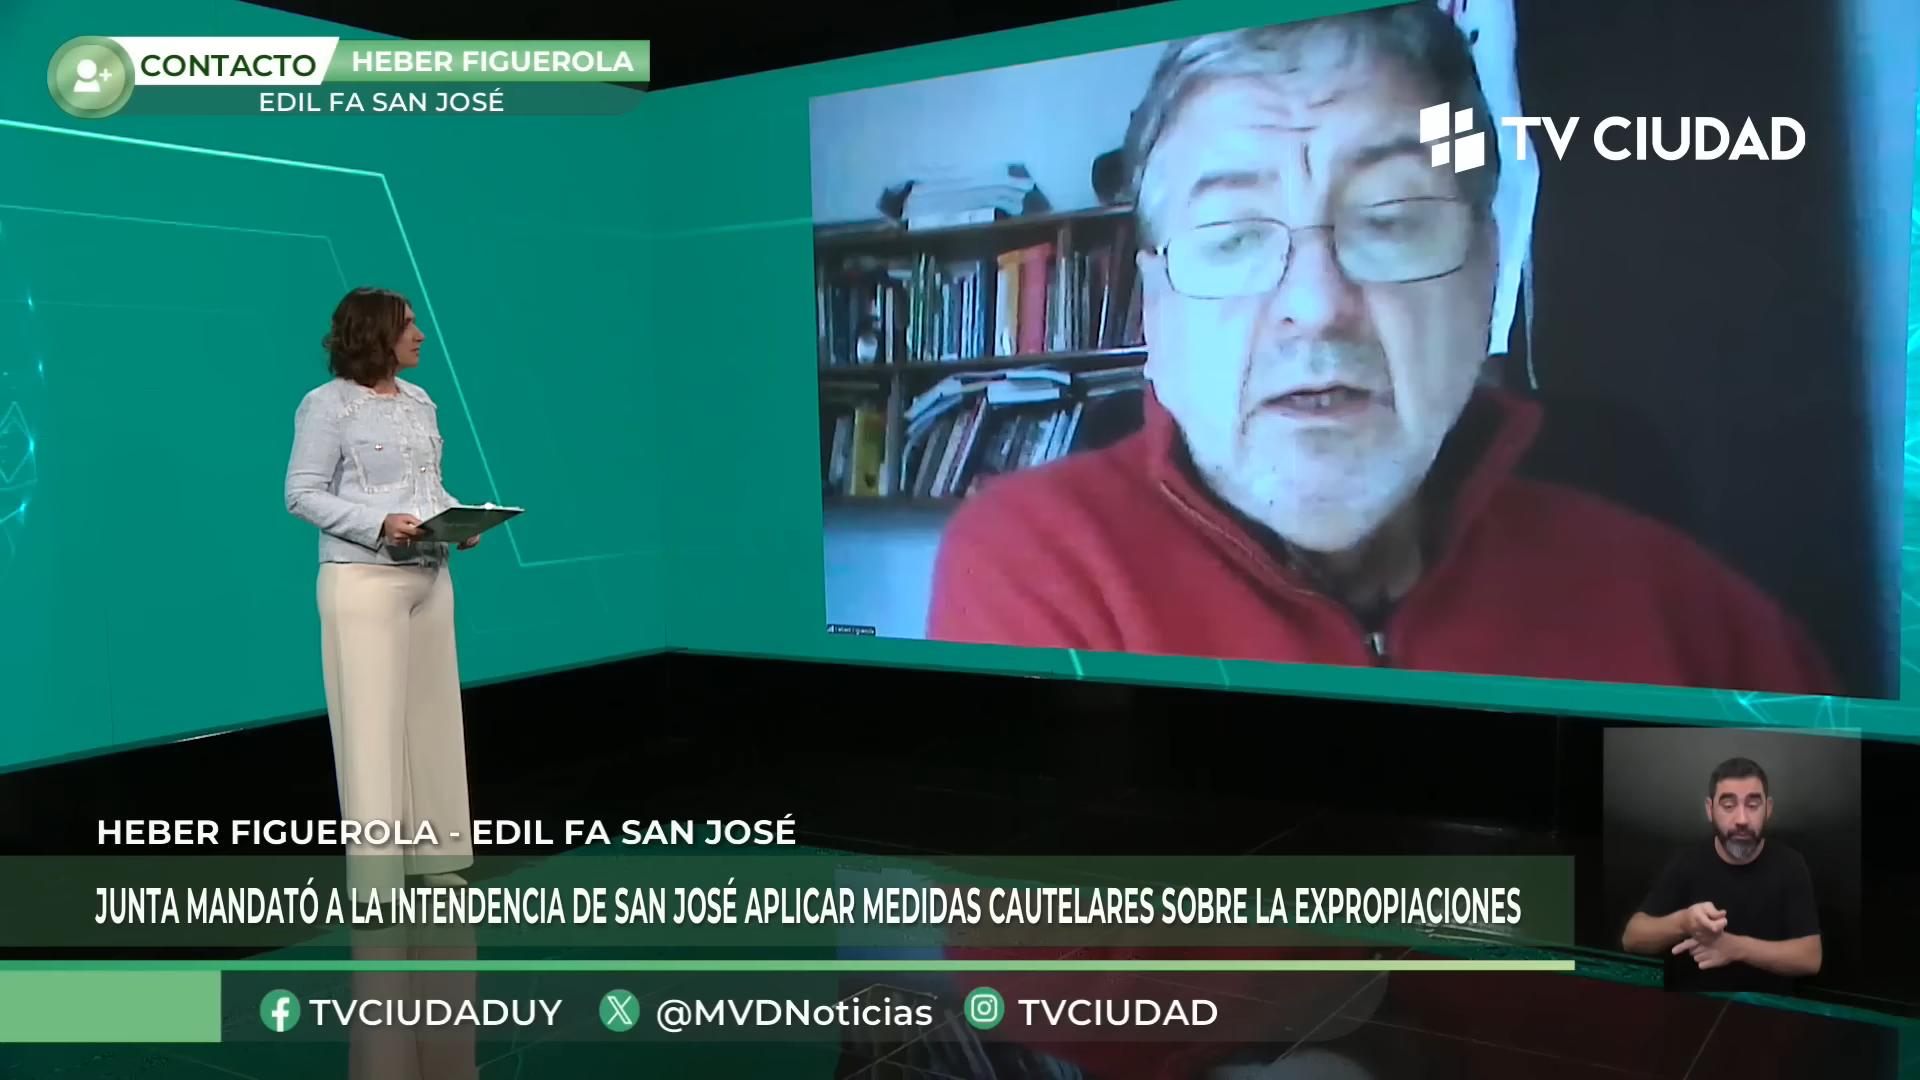 CONTACTO
HEBER FIGUEROLA
EDIL FA SAN JOSÉ
TV CIUDAD
HEBER FIGUEROLA - EDIL FA SAN JOSÉ
JUNTA MANDATÓ A LA INTENDENCIA DE SAN JOSÉ APLICAR MEDIDAS CAUTELARES SOBRE LA EXPROPIACIONES
TVCIUDADUY
@MVDNoticias
TVCIUDAD